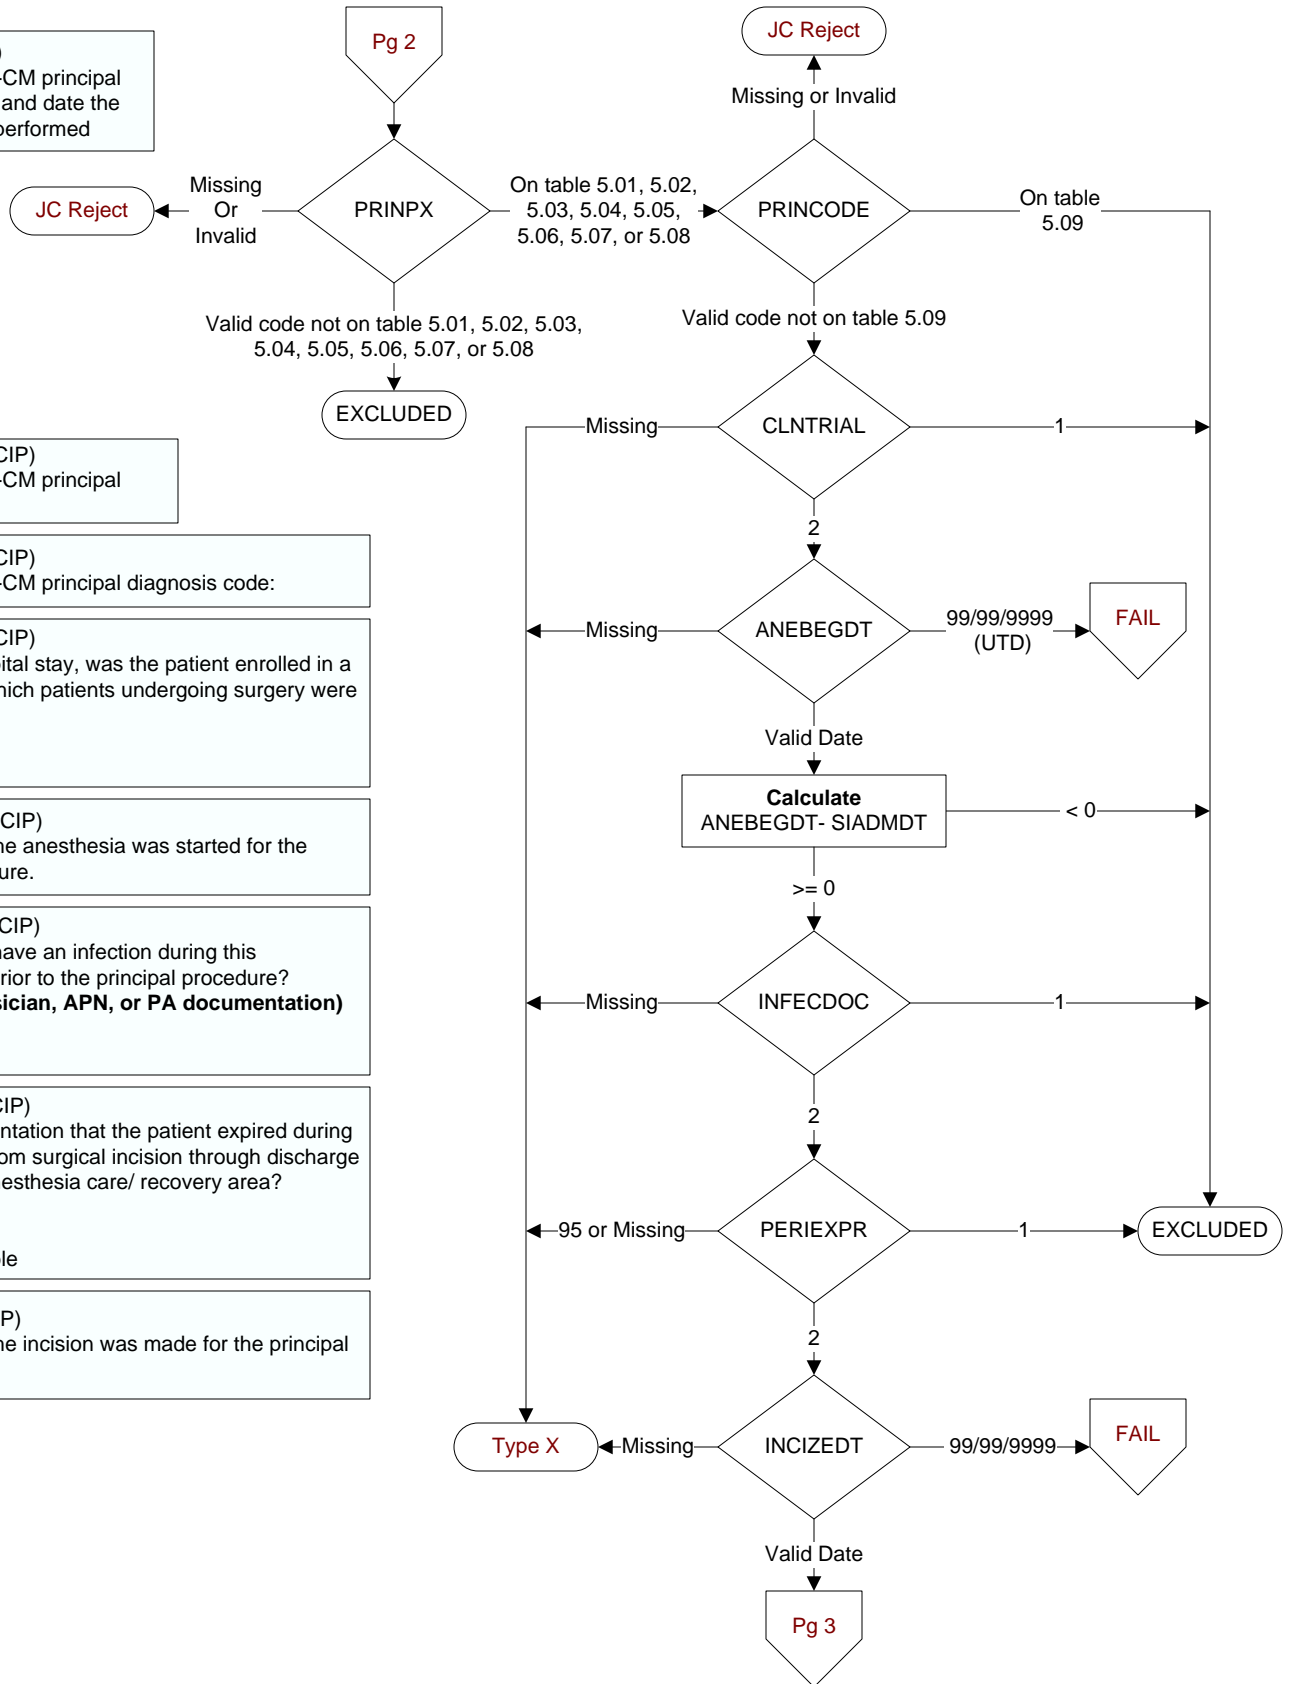 )
-CM principal
and date the
performed
Pg 2
JC Reject
Missing or Invalid
JC Reject
Missing
Or
Invalid
PRINPX
On table 5.01, 5.02,
5.03, 5.04, 5.05,
5.06, 5.07, or 5.08
PRINCODE
On table
5.09
Valid code not on table 5.01, 5.02, 5.03,
5.04, 5.05, 5.06, 5.07, or 5.08
EXCLUDED
Valid code not on table 5.09
Missing
CLNTRIAL
1
2
CIP)
-CM principal
CIP)
-CM principal diagnosis code:
CIP)
pital stay, was the patient enrolled in a
hich patients undergoing surgery were
Missing
ANEBEGDT
99/99/9999
(UTD)
FAIL
Valid Date
Calculate
ANEBEGDT- SIADMDT
< 0
>= 0
CIP)
he anesthesia was started for the
ure.
CIP)
have an infection during this
rior to the principal procedure?
sician, APN, or PA documentation)
Missing
INFECDOC
1
2
CIP)
ntation that the patient expired during
om surgical incision through discharge
nesthesia care/ recovery area?
ble
95 or Missing
PERIEXPR
1
EXCLUDED
2
IP)
he incision was made for the principal
Type X
Missing
INCIZEDT
99/99/9999
FAIL
Valid Date
Pg 3